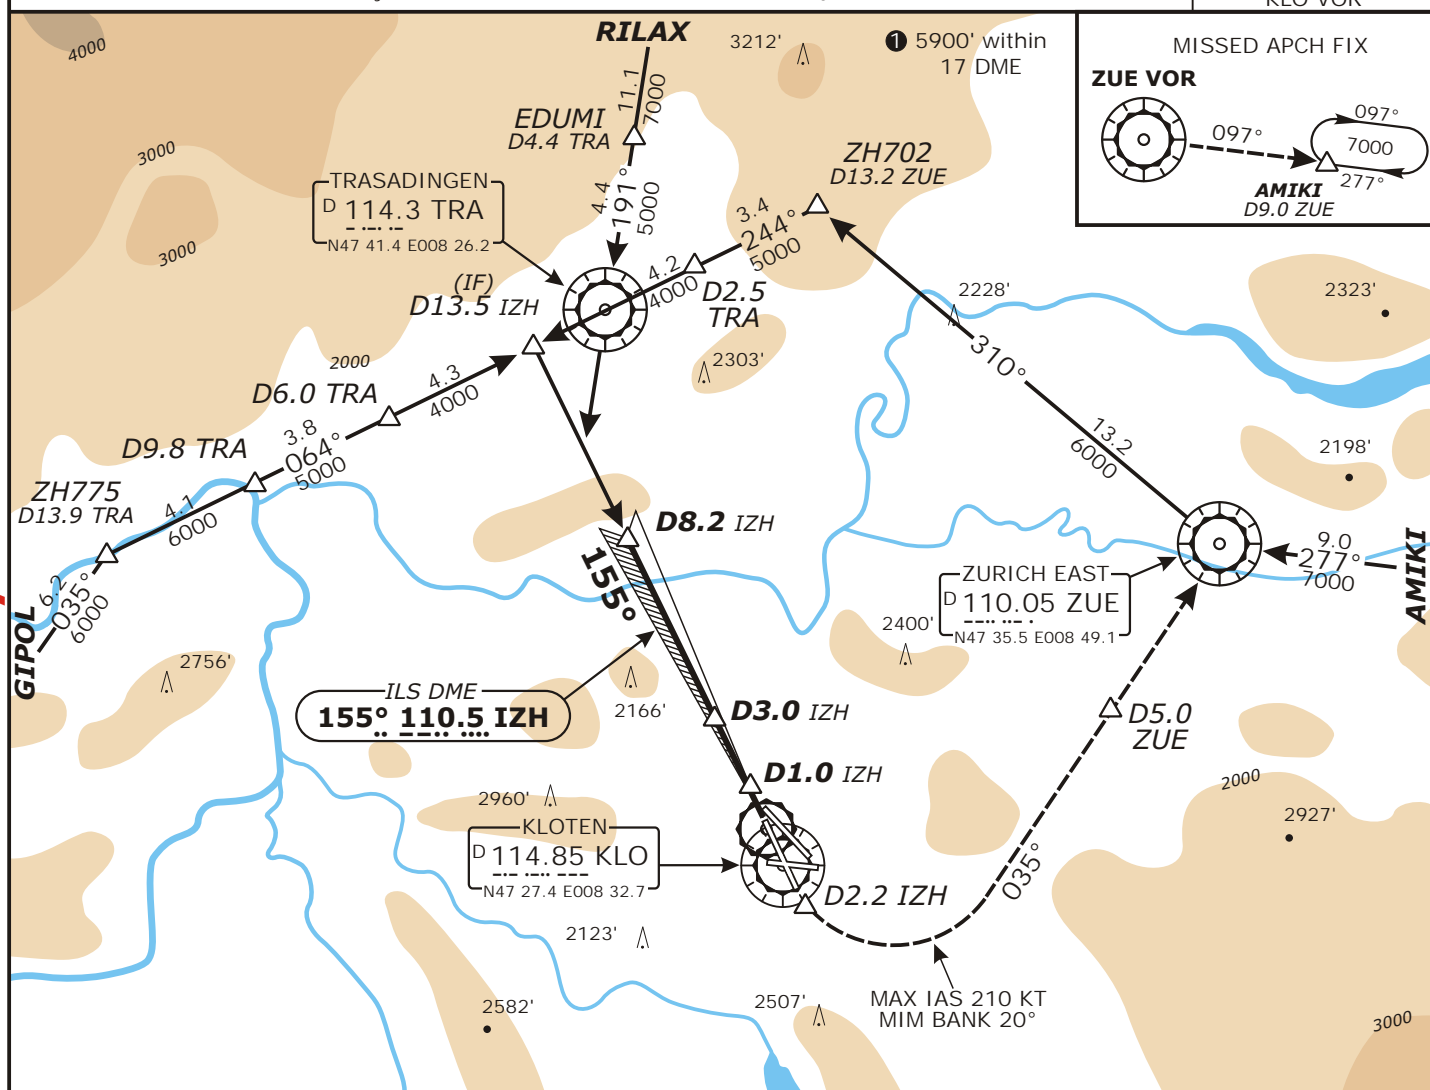 KLO VOR
4000
RILAX
3212'
❶ 5900' within
17 DME
MISSED APCH FIX
ZUE VOR
097°
097°
7000
277°
AMIKI
D9.0 ZUE
11.1
7000
EDUMI
D4.4 TRA
3000
ZH702
D13.2 ZUE
TRASADINGEN
D 114.3 TRA
N47 41.4 E008 26.2
4.4
191°
5000
3.4
244°
5000
3000
4.2
4000
D2.5
TRA
(IF)
D13.5 IZH
2228'
2323'
310°
2000
2303'
D6.0 TRA
4.3
4000
13.2
6000
2198'
D9.8 TRA
3.8
064°
5000
ZH775
D13.9 TRA
4.1
6000
D8.2 IZH
155°
9.0
277°
7000
AMIKI
6.2
035°
6000
GIPOL
ZURICH EAST
D 110.05 ZUE
N47 35.5 E008 49.1
2400'
2756'
ILS DME
155° 110.5 IZH
2166'
D3.0 IZH
D5.0
ZUE
D1.0 IZH
2000
2960'
2927'
KLOTEN
D 114.85 KLO
N47 27.4 E008 32.7
D2.2 IZH
035°
2123'
MAX IAS 210 KT
MIM BANK 20°
2582'
2507'
3000